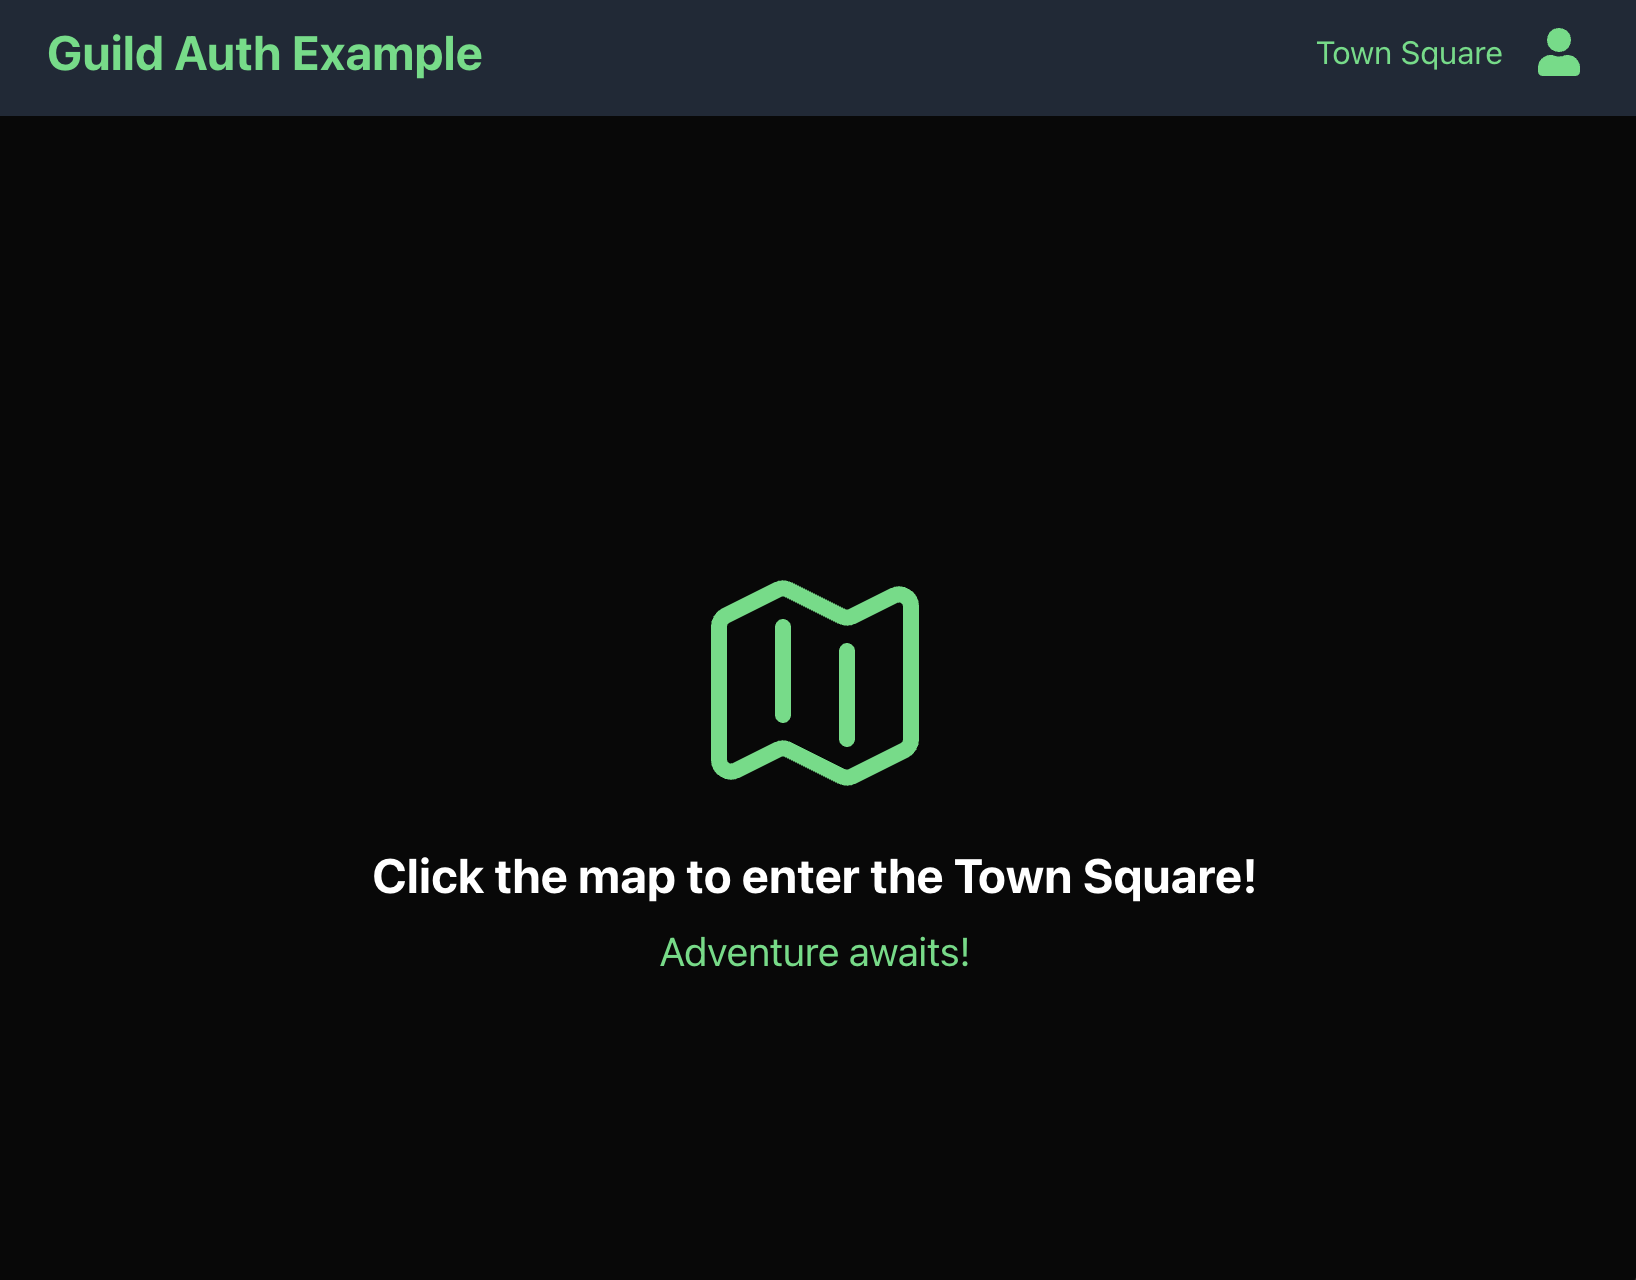 Guild Auth Example
Town Square
Click the map to enter the Town Square!
Adventure awaits!